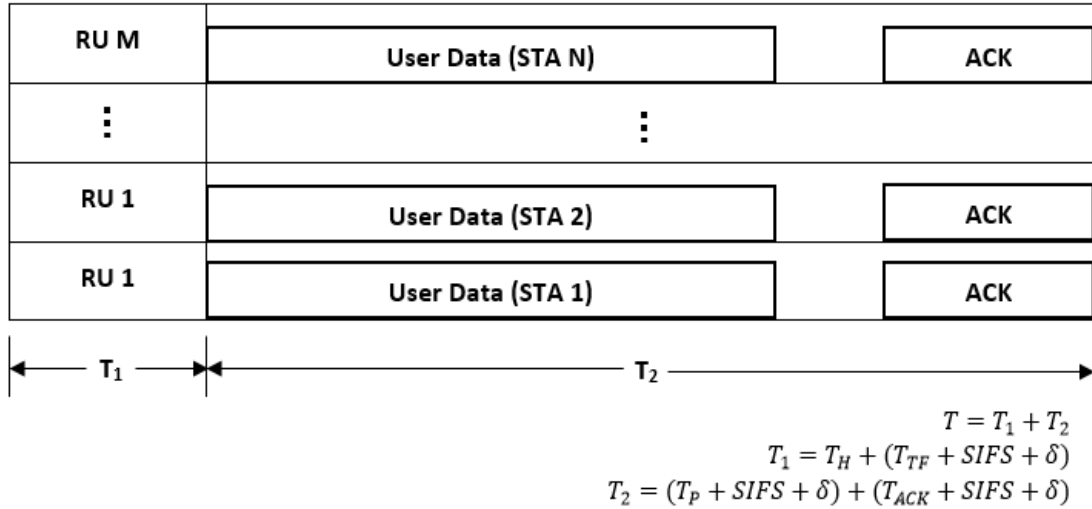 RU M User Data (STA N) ACK
⋮ ⋮
RU 1 User Data (STA 2) ACK
RU 1 User Data (STA 1) ACK
T₁ T₂
T = T₁ + T₂
T₁ = T_H + (T_TF + SIFS + δ)
T₂ = (T_P + SIFS + δ) + (T_ACK + SIFS + δ)